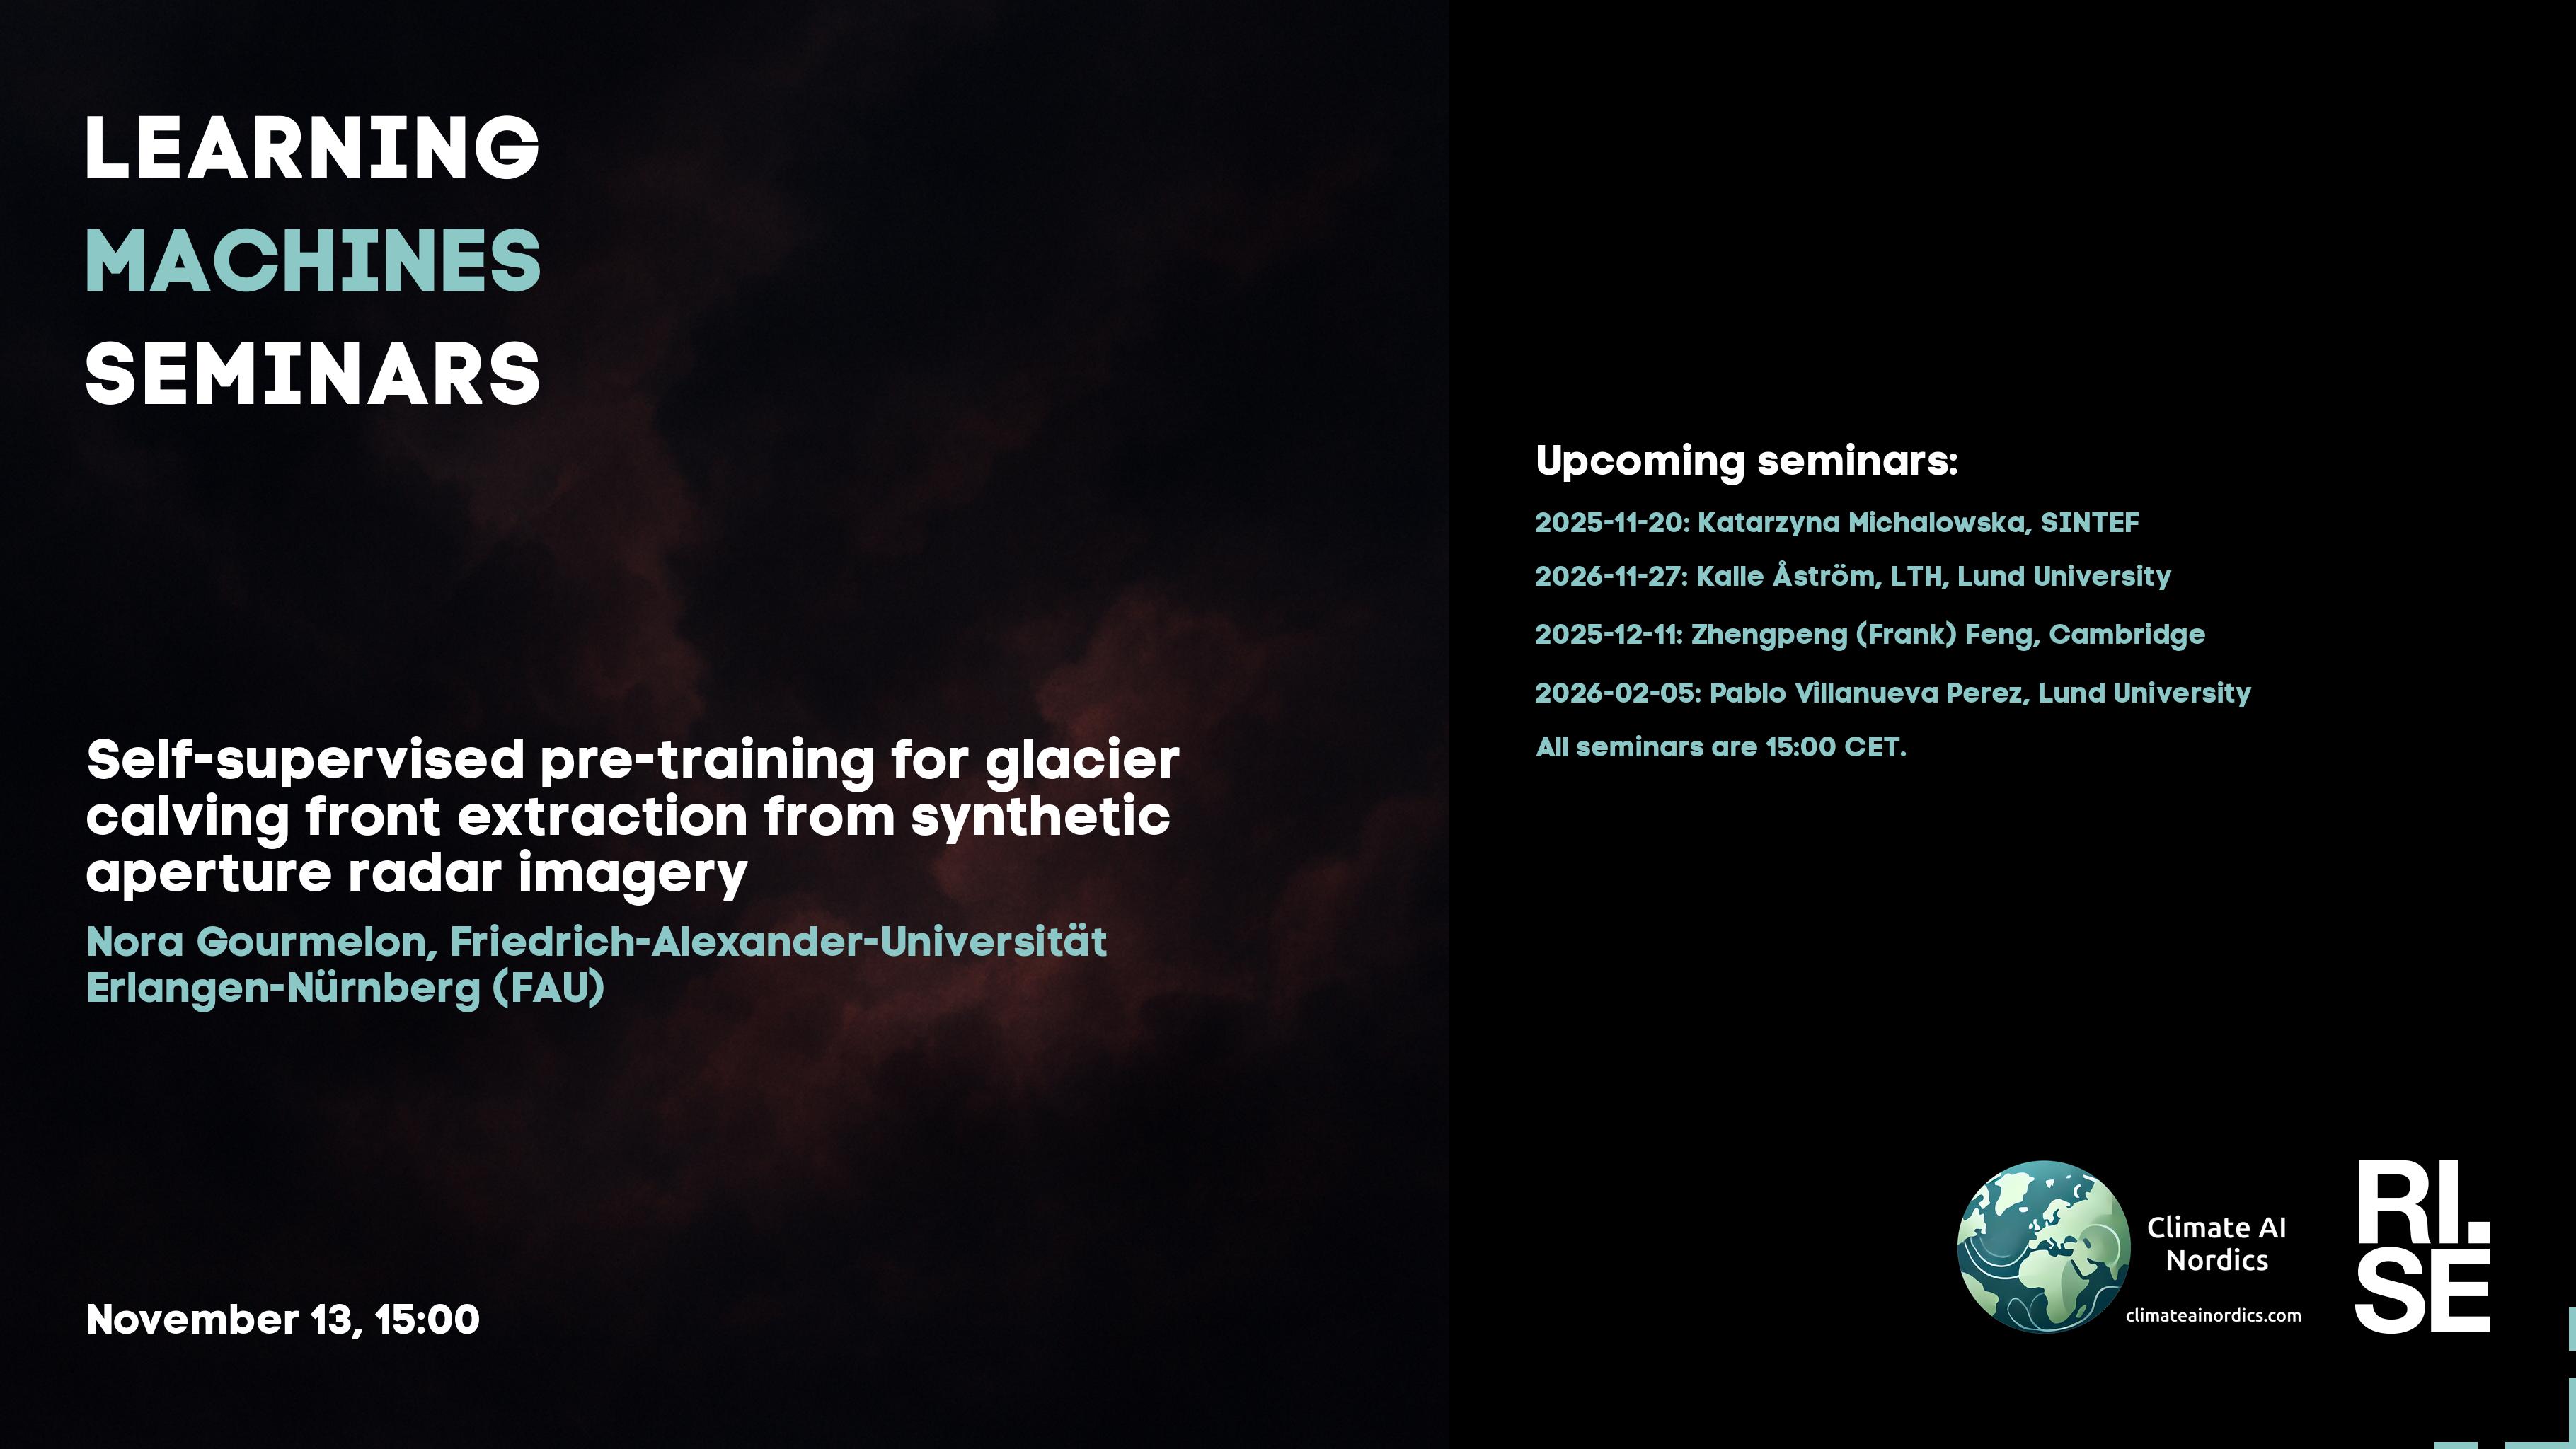 LEARNING
MACHINES
SEMINARS
Self-supervised pre-training for glacier
calving front extraction from synthetic
aperture radar imagery
Nora Gourmelon, Friedrich-Alexander-Universität
Erlangen-Nürnberg (FAU)
November 13, 15:00
Upcoming seminars:
2025-11-20: Katarzyna Michalowska, SINTEF
2026-11-27: Kalle Åström, LTH, Lund University
2025-12-11: Zhengpeng (Frank) Feng, Cambridge
2026-02-05: Pablo Villanueva Perez, Lund University
All seminars are 15:00 CET.
Climate AI
Nordics
climateainordics.com
RI.
SE